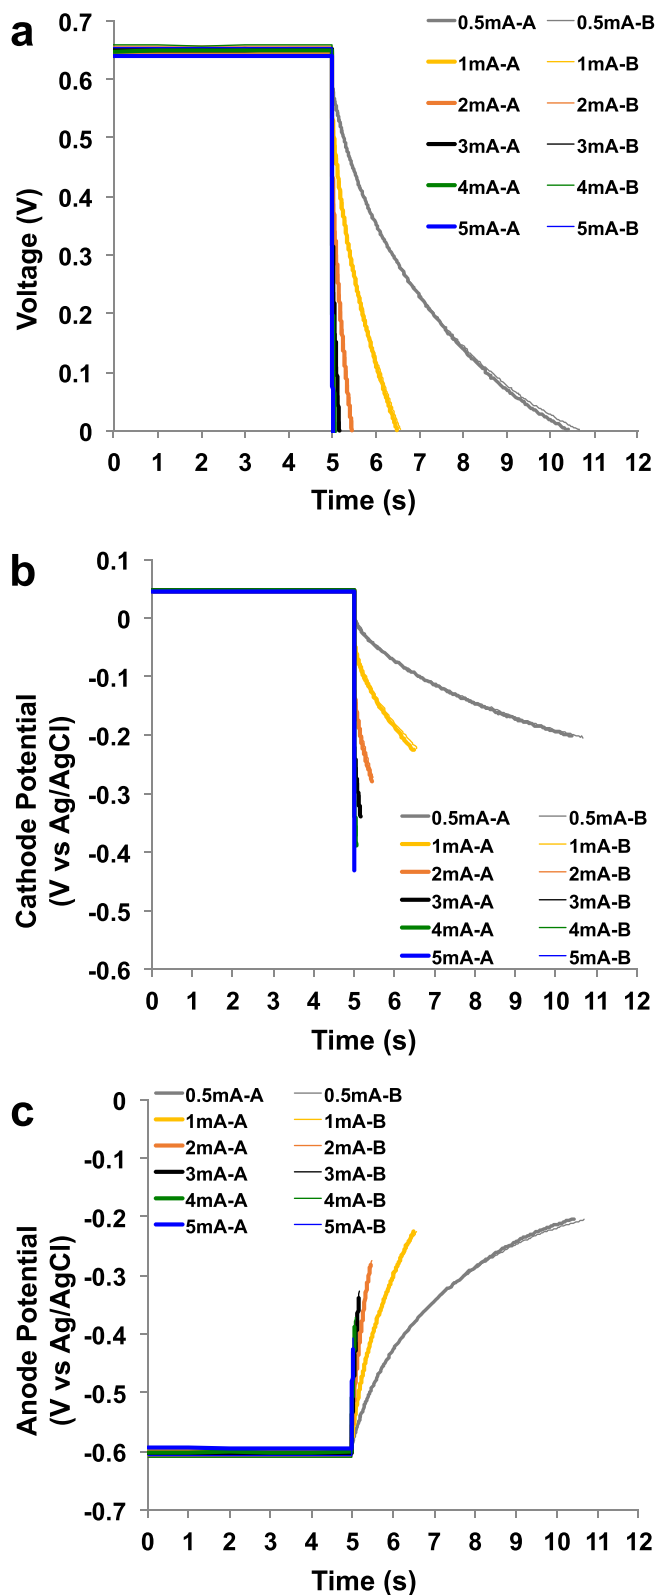 a
0.7
0.6
0.5
0.4
0.3
0.2
0.1
0
Voltage (V)
0.5mA-A 0.5mA-B
1mA-A 1mA-B
2mA-A 2mA-B
3mA-A 3mA-B
4mA-A 4mA-B
5mA-A 5mA-B
0 1 2 3 4 5 6 7 8 9 10 11 12
Time (s)
b
0.1
0
-0.1
-0.2
-0.3
-0.4
-0.5
-0.6
Cathode Potential
(V vs Ag/AgCl)
0.5mA-A 0.5mA-B
1mA-A 1mA-B
2mA-A 2mA-B
3mA-A 3mA-B
4mA-A 4mA-B
5mA-A 5mA-B
0 1 2 3 4 5 6 7 8 9 10 11 12
Time (s)
c
0.5mA-A 0.5mA-B
1mA-A 1mA-B
2mA-A 2mA-B
3mA-A 3mA-B
4mA-A 4mA-B
5mA-A 5mA-B
0
-0.1
-0.2
-0.3
-0.4
-0.5
-0.6
-0.7
Anode Potential
(V vs Ag/AgCl)
0 1 2 3 4 5 6 7 8 9 10 11 12
Time (s)